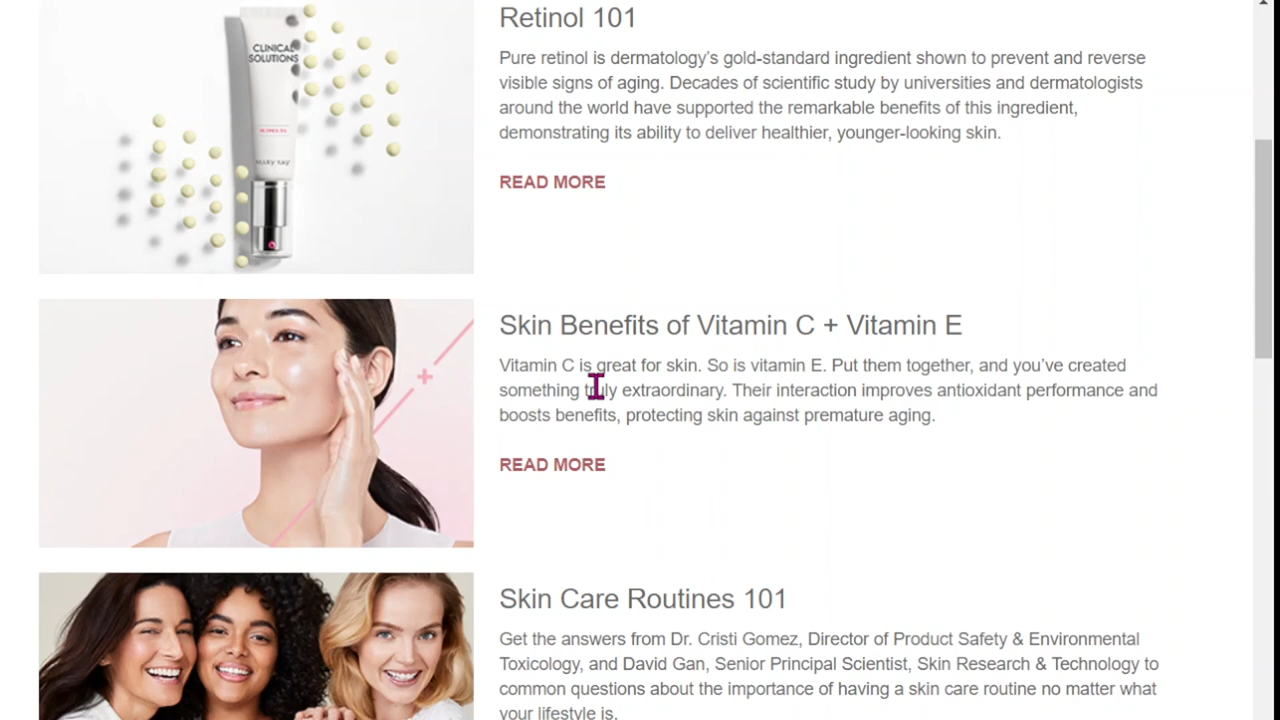 Retinol 101
CLINICAL
SOLUTIONS
Pure retinol is dermatology's gold-standard ingredient shown to prevent and reverse
visible signs of aging. Decades of scientific study by universities and dermatologists
around the world have supported the remarkable benefits of this ingredient,
demonstrating its ability to deliver healthier, younger-looking skin.
MARY KAY
READ MORE
Skin Benefits of Vitamin C + Vitamin E
Vitamin C is great for skin. So is vitamin E. Put them together, and you've created
something truly extraordinary. Their interaction improves antioxidant performance and
boosts benefits, protecting skin against premature aging.
READ MORE
Skin Care Routines 101
Get the answers from Dr. Cristi Gomez, Director of Product Safety & Environmental
Toxicology, and David Gan, Senior Principal Scientist, Skin Research & Technology to
common questions about the importance of having a skin care routine no matter what
your lifestyle is.